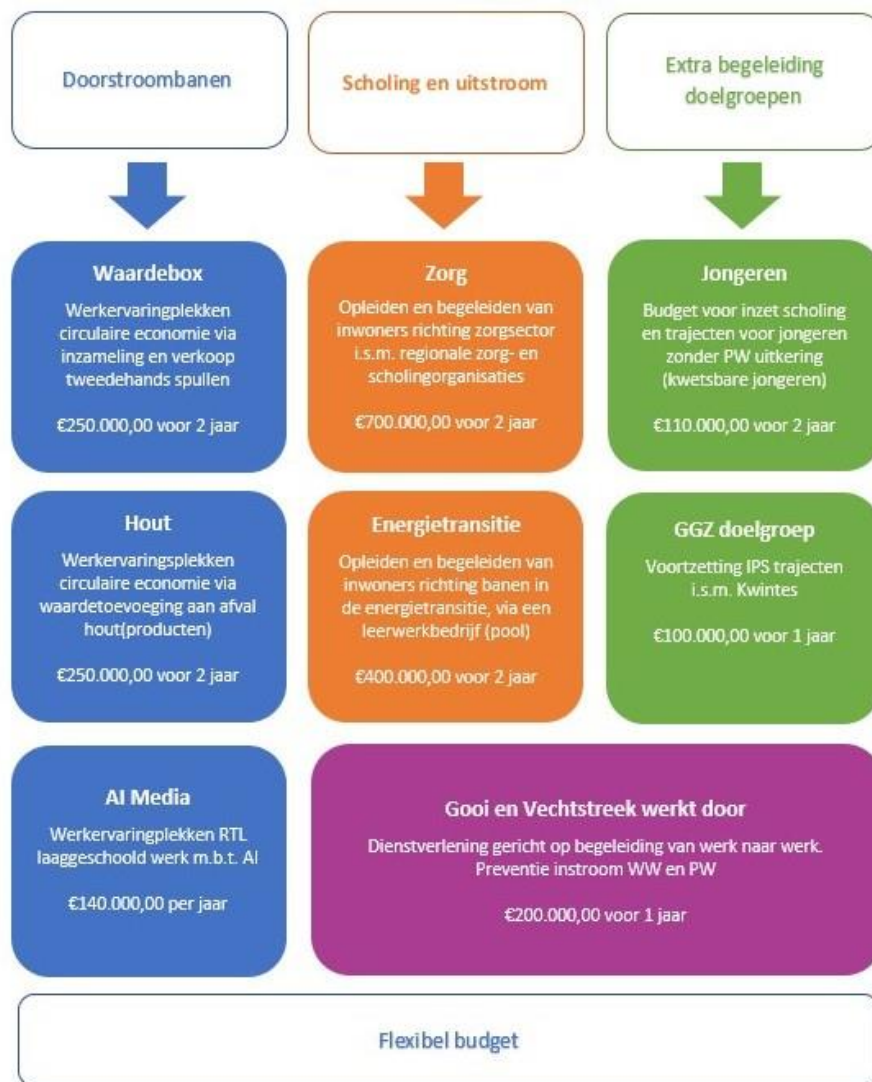 Doorstroombanen
Scholing en uitstroom
Extra begeleiding
doelgroepen
Waardebox
Werkervaringplekken
circulaire economie via
inzameling en verkoop
tweedehands spullen
€250.000,00 voor 2 jaar
Zorg
Opleiden en begeleiden van
inwoners richting zorgsector
i.s.m. regionale zorg- en
scholingorganisaties
€700.000,00 voor 2 jaar
Jongeren
Budget voor inzet scholing
en trajecten voor jongeren
zonder PW uitkering
(kwetsbare jongeren)
€110.000,00 voor 2 jaar
Hout
Werkervaringsplekken
circulaire economie via
waardetoevoeging aan afval
hout(producten)
€250.000,00 voor 2 jaar
Energietransitie
Opleiden en begeleiden van
inwoners richting banen in
de energietransitie, via een
leerwerkbedrijf (pool)
€400.000,00 voor 2 jaar
GGZ doelgroep
Voortzetting IPS trajecten
i.s.m. Kwintes
€100.000,00 voor 1 jaar
AI Media
Werkervaringplekken RTL
laaggeschoold werk m.b.t. AI
€140.000,00 per jaar
Gooi en Vechtstreek werkt door
Dienstverlening gericht op begeleiding van werk naar werk.
Preventie instroom WW en PW
€200.000,00 voor 1 jaar
Flexibel budget